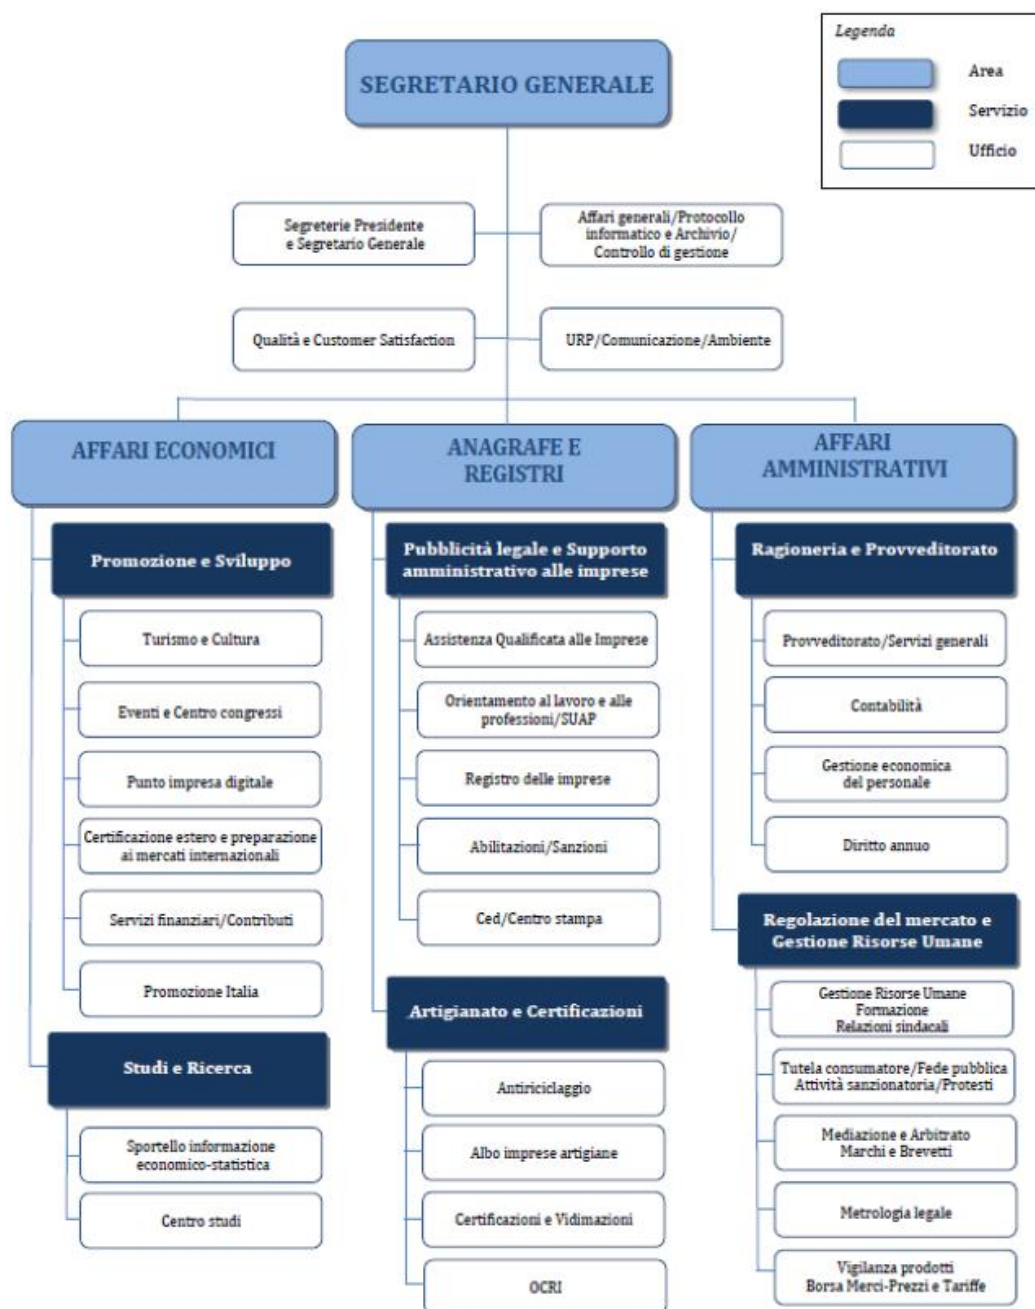 Legenda
Area
Servizio
Ufficio
SEGRETARIO GENERALE
Segreterie Presidente
e Segretario Generale
Affari generali/Protocollo
informatico e Archivio/
Controllo di gestione
Qualità e Customer Satisfaction
URP/Comunicazione/Ambiente
AFFARI ECONOMICI
Promozione e Sviluppo
Turismo e Cultura
Eventi e Centro congressi
Punto impresa digitale
Certificazione estero e preparazione
ai mercati internazionali
Servizi finanziari/Contributi
Promozione Italia
Studi e Ricerca
Sportello informazione
economico-statistica
Centro studi
ANAGRAFE E
REGISTRI
Pubblicità legale e Supporto
amministrativo alle imprese
Assistenza Qualificata alle Imprese
Orientamento al lavoro e alle
professioni/SUAP
Registro delle imprese
Abilitazioni/Sanzioni
Ced/Centro stampa
Artigianato e Certificazioni
Antiriciclaggio
Albo imprese artigiane
Certificazioni e Vidimazioni
OCRI
AFFARI
AMMINISTRATIVI
Ragioneria e Provveditorato
Provveditorato/Servizi generali
Contabilità
Gestione economica
del personale
Diritto annuo
Regolazione del mercato e
Gestione Risorse Umane
Gestione Risorse Umane
Formazione
Relazioni sindacali
Tutela consumatore/Fede pubblica
Attività sanzionatoria/Protesti
Mediazione e Arbitrato
Marchi e Brevetti
Metrologia legale
Vigilanza prodotti
Borsa Merci-Prezzi e Tariffe